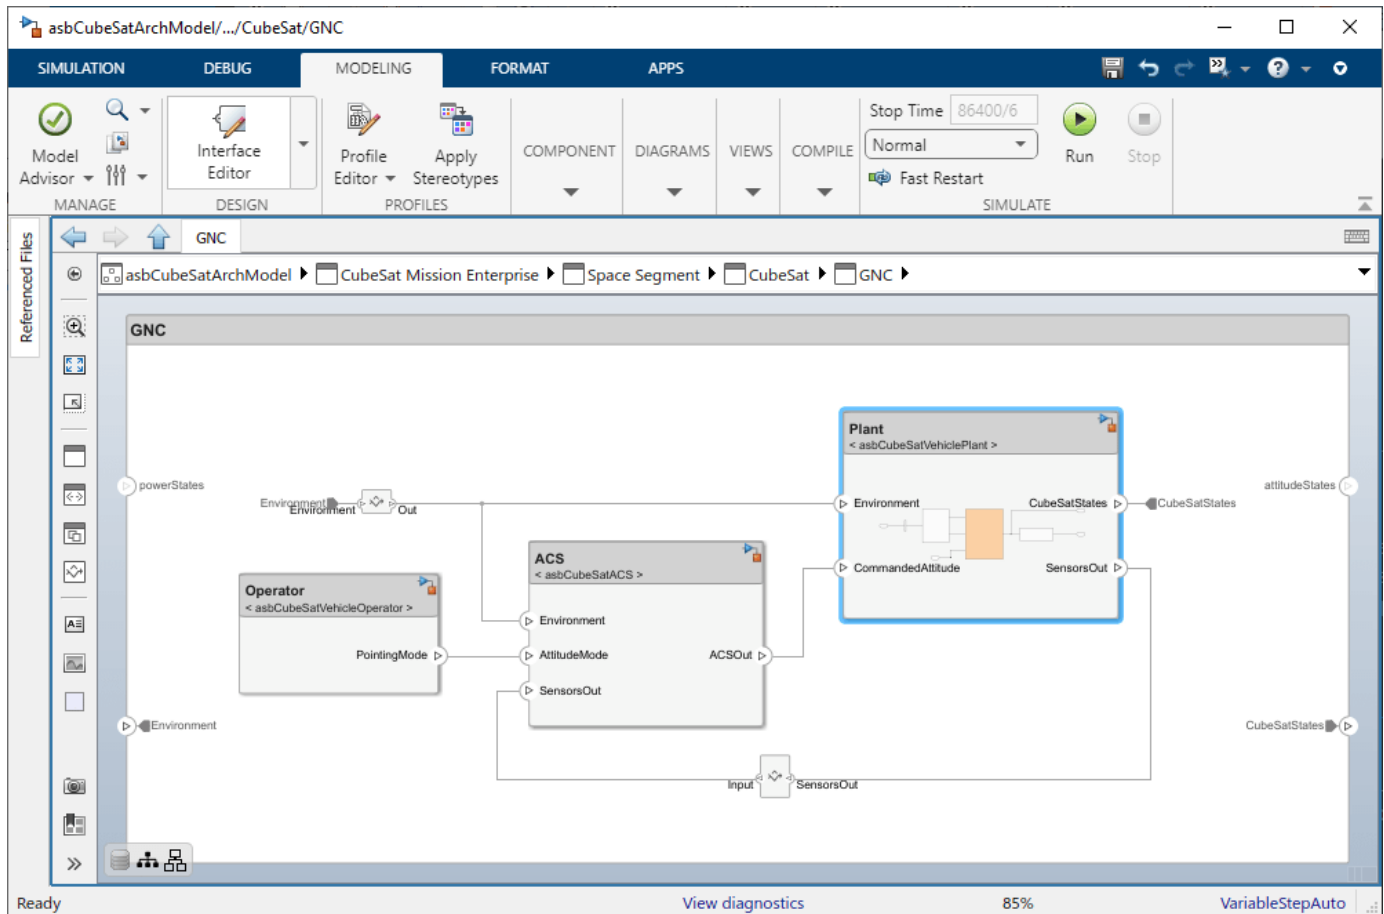 asbCubeSatArchModel/.../CubeSat/GNC
SIMULATION DEBUG MODELING FORMAT APPS
Model Advisor
Interface Editor
Profile Editor
Apply Stereotypes
COMPONENT
DIAGRAMS
VIEWS
COMPILE
Stop Time 86400/6
Normal
Fast Restart
Run
Stop
MANAGE DESIGN PROFILES SIMULATE
Referenced Files
GNC
asbCubeSatArchModel CubeSat Mission Enterprise Space Segment CubeSat GNC
GNC
Plant
< asbCubeSatVehiclePlant >
powerStates
attitudeStates
Environment
Environment
Out
Environment
CubeSatStates
CubeSatStates
CommandedAttitude
SensorsOut
ACS
< asbCubeSatACS >
Operator
< asbCubeSatVehicleOperator >
Environment
PointingMode
AttitudeMode
ACSOut
SensorsOut
Environment
CubeSatStates
Input
SensorsOut
Ready
View diagnostics
85%
VariableStepAuto